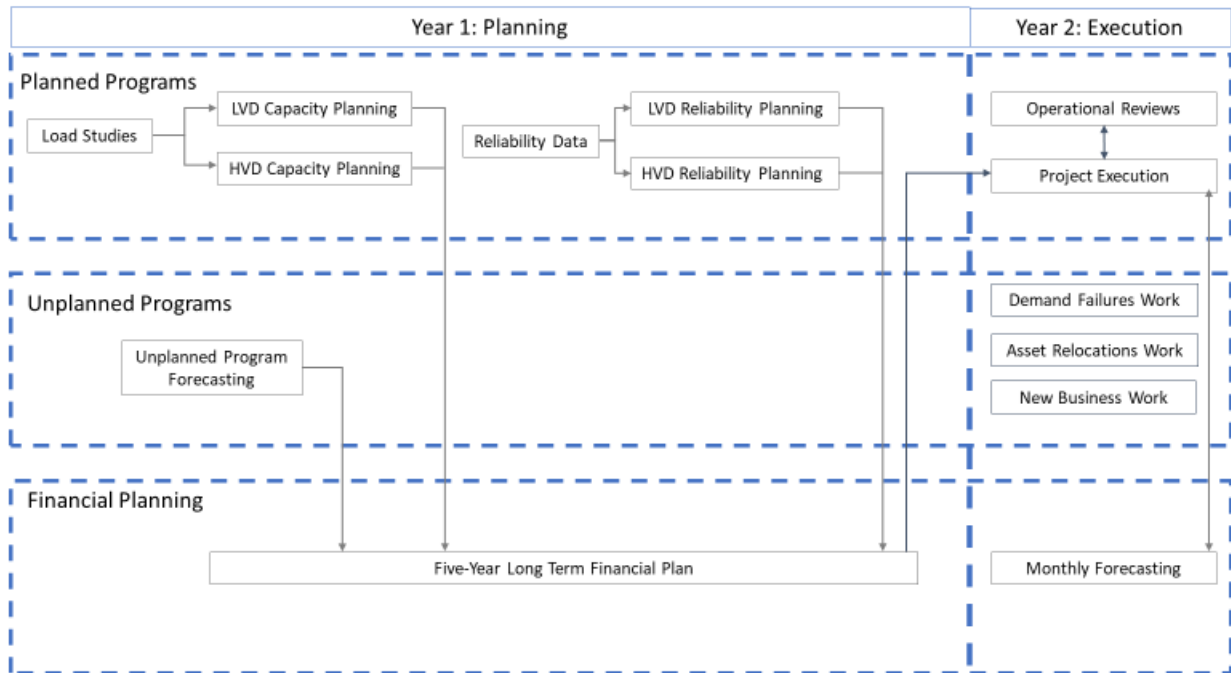 Year 1: Planning
Year 2: Execution
Planned Programs
Load Studies
LVD Capacity Planning
HVD Capacity Planning
Reliability Data
LVD Reliability Planning
HVD Reliability Planning
Operational Reviews
Project Execution
Unplanned Programs
Unplanned Program
Forecasting
Demand Failures Work
Asset Relocations Work
New Business Work
Financial Planning
Five-Year Long Term Financial Plan
Monthly Forecasting